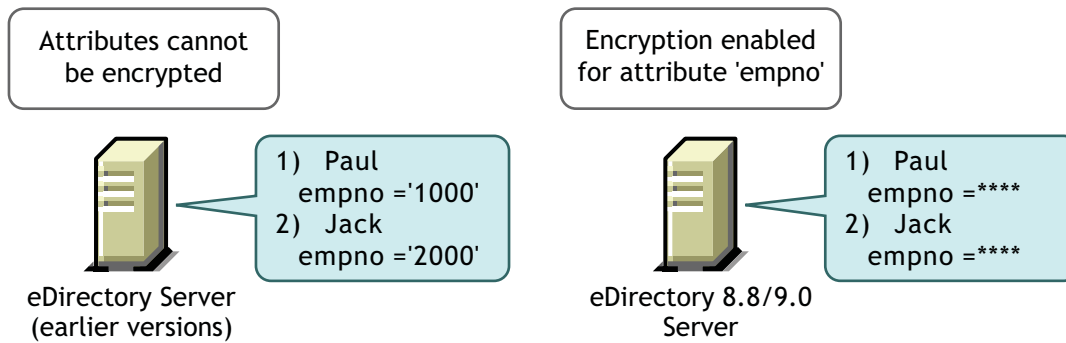 Attributes cannot
be encrypted
Encryption enabled
for attribute 'empno'
1) Paul
empno ='1000'
2) Jack
empno ='2000'
1) Paul
empno =****
2) Jack
empno =****
eDirectory Server
(earlier versions)
eDirectory 8.8/9.0
Server